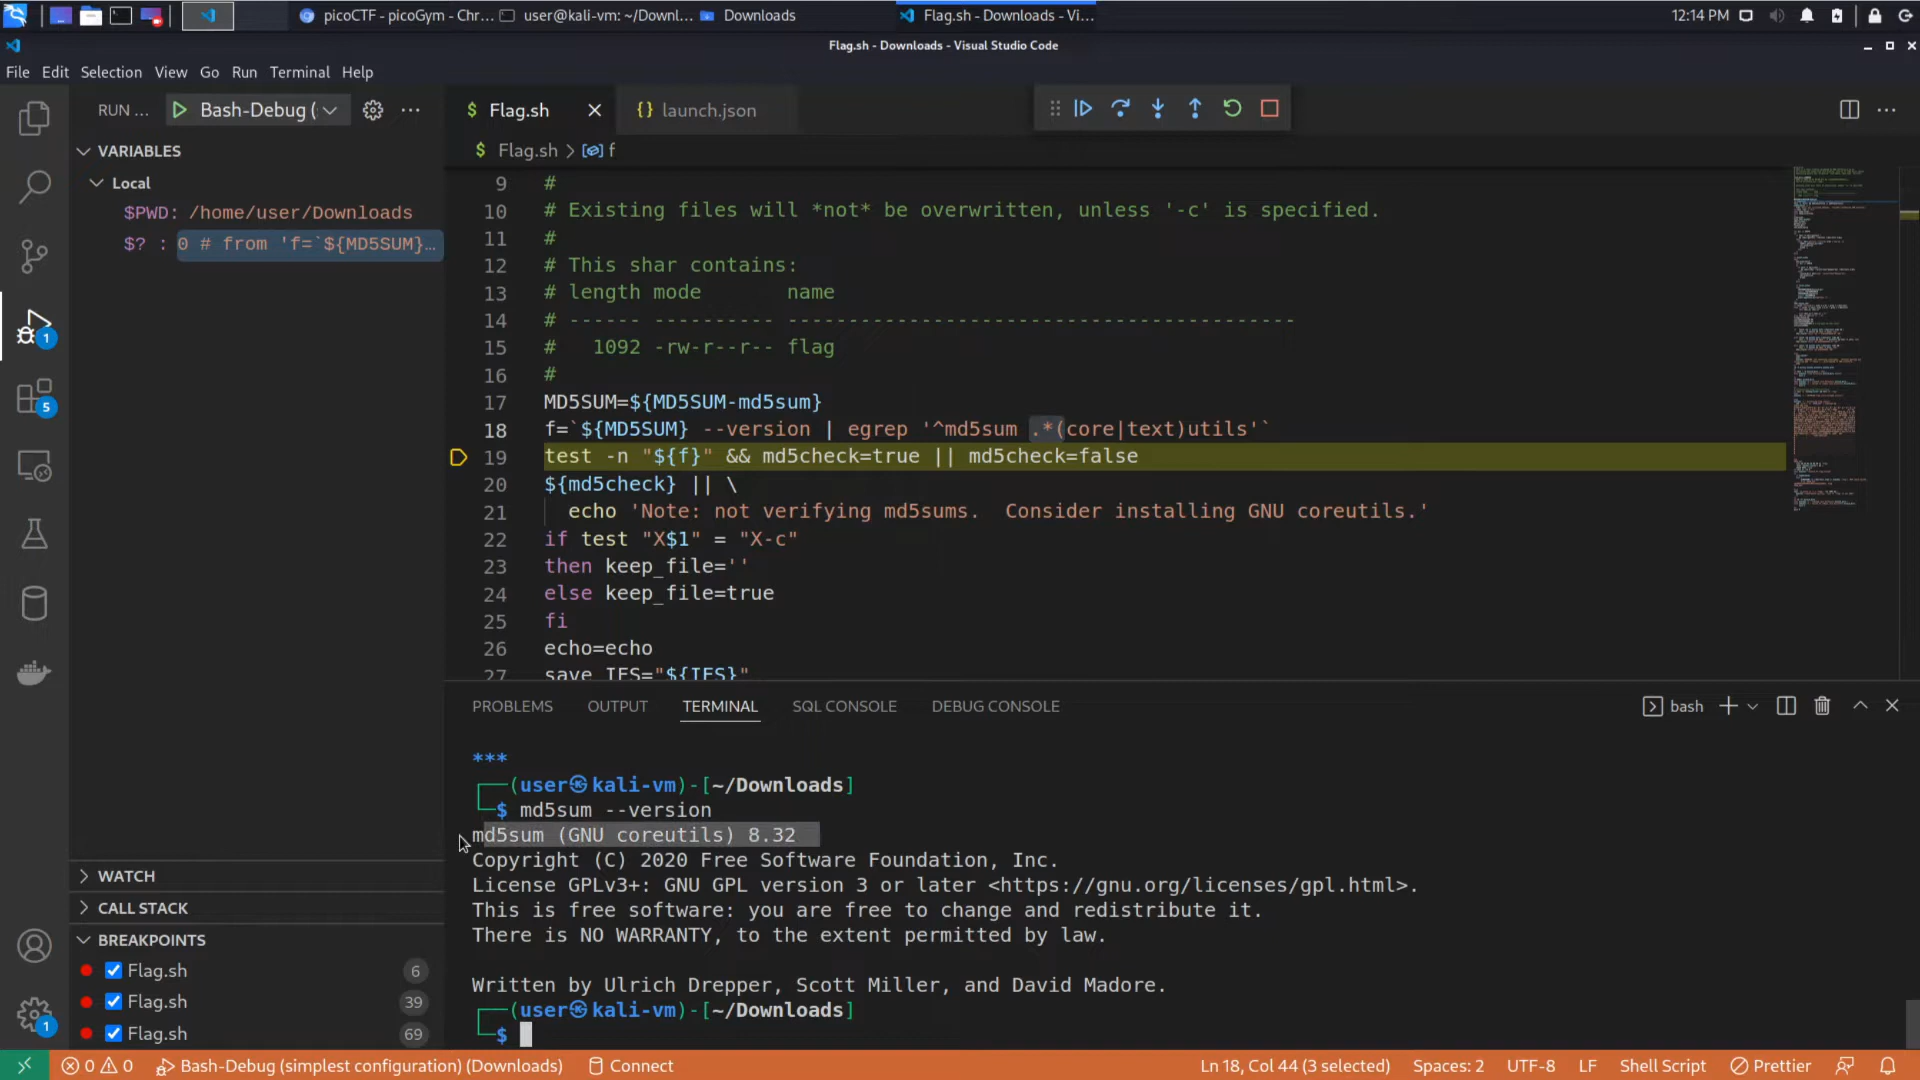 picoCTF - picoGym - Chr...
user@kali-vm: ~/Downl...
Downloads
Flag.sh - Downloads - Vi...
12:14 PM
Flag.sh - Downloads - Visual Studio Code
File Edit Selection View Go Run Terminal Help
RUN ...
Bash-Debug (
Flag.sh
launch.json
Flag.sh > f
VARIABLES
Local
$PWD: /home/user/Downloads
$? : 0 # from 'f=`${MD5SUM}...
1
5
9 #
10 # Existing files will *not* be overwritten, unless '-c' is specified.
11 #
12 # This shar contains:
13 # length mode       name
14 # ------ ---------- ------------------------------------------
15 #   1092 -rw-r--r-- flag
16 #
17 MD5SUM=${MD5SUM-md5sum}
18 f=`${MD5SUM} --version | egrep '^md5sum .*(core|text)utils'`
19 test -n "${f}" && md5check=true || md5check=false
20 ${md5check} || \
21   echo 'Note: not verifying md5sums.  Consider installing GNU coreutils.'
22 if test "X$1" = "X-c"
23 then keep_file=''
24 else keep_file=true
25 fi
26 echo=echo
27 save_IFS="${IFS}"
PROBLEMS OUTPUT TERMINAL SQL CONSOLE DEBUG CONSOLE
bash
***
(user㉿kali-vm)-[~/Downloads]
$ md5sum --version
md5sum (GNU coreutils) 8.32
Copyright (C) 2020 Free Software Foundation, Inc.
License GPLv3+: GNU GPL version 3 or later <https://gnu.org/licenses/gpl.html>.
This is free software: you are free to change and redistribute it.
There is NO WARRANTY, to the extent permitted by law.
Written by Ulrich Drepper, Scott Miller, and David Madore.
(user㉿kali-vm)-[~/Downloads]
$
WATCH
CALL STACK
BREAKPOINTS
Flag.sh 6
Flag.sh 39
Flag.sh 69
1
0 0
Bash-Debug (simplest configuration) (Downloads)
Connect
Ln 18, Col 44 (3 selected)
Spaces: 2
UTF-8
LF
Shell Script
Prettier